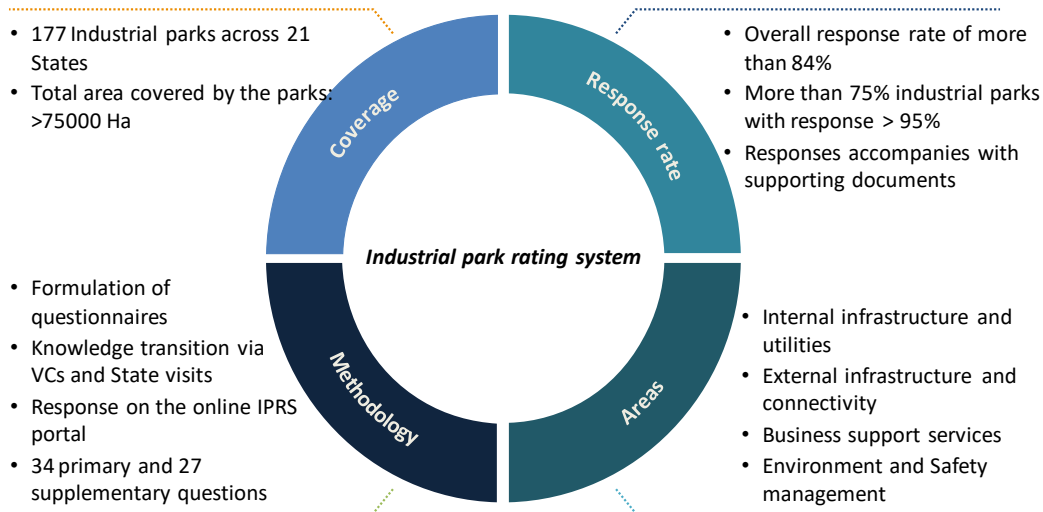 • 177 Industrial parks across 21
States
• Total area covered by the parks:
>75000 Ha
Coverage
Response rate
• Overall response rate of more
than 84%
• More than 75% industrial parks
with response > 95%
• Responses accompanies with
supporting documents
Industrial park rating system
• Formulation of
questionnaires
• Knowledge transition via
VCs and State visits
• Response on the online IPRS
portal
• 34 primary and 27
supplementary questions
Methodology
Areas
• Internal infrastructure and
utilities
• External infrastructure and
connectivity
• Business support services
• Environment and Safety
management